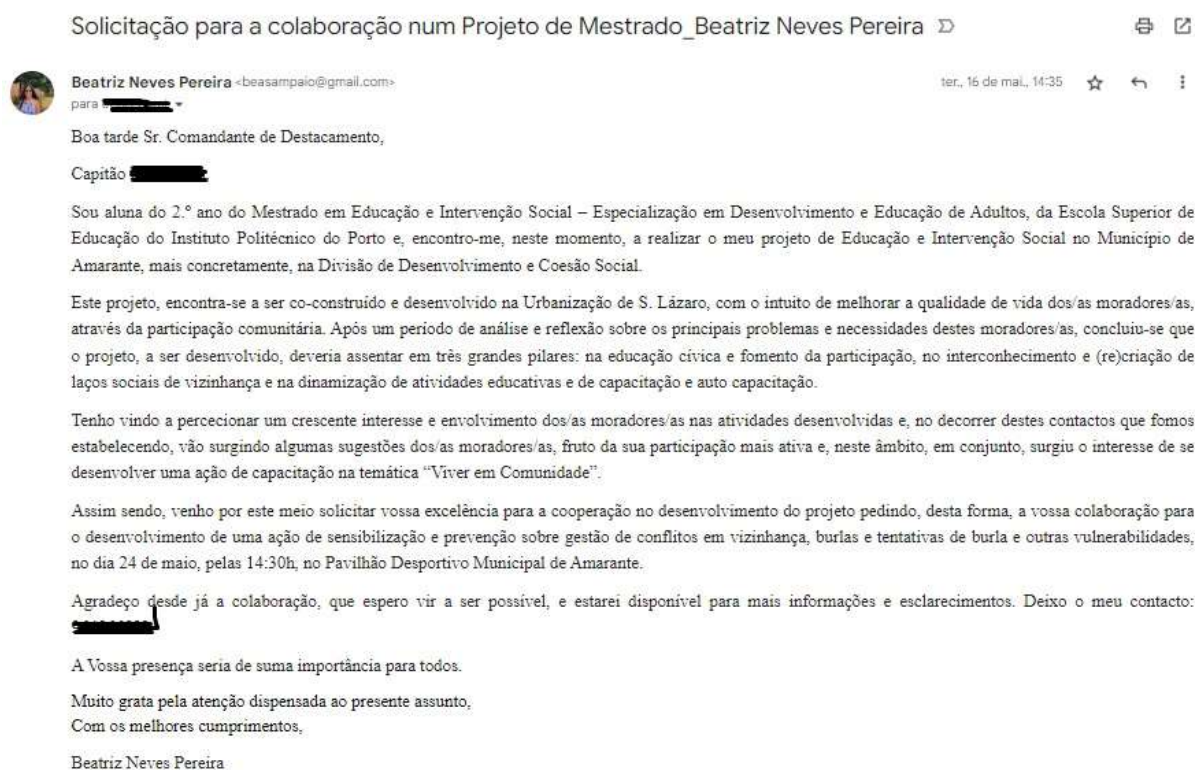 Solicitação para a colaboração num Projeto de Mestrado_Beatriz Neves Pereira
Beatriz Neves Pereira <beasampaio@gmail.com>
ter., 16 de mai., 14:35
para
Boa tarde Sr. Comandante de Destacamento,
Capitão
Sou aluna do 2.º ano do Mestrado em Educação e Intervenção Social – Especialização em Desenvolvimento e Educação de Adultos, da Escola Superior de
Educação do Instituto Politécnico do Porto e, encontro-me, neste momento, a realizar o meu projeto de Educação e Intervenção Social no Município de
Amarante, mais concretamente, na Divisão de Desenvolvimento e Coesão Social.
Este projeto, encontra-se a ser co-construído e desenvolvido na Urbanização de S. Lázaro, com o intuito de melhorar a qualidade de vida dos/as moradores/as,
através da participação comunitária. Após um período de análise e reflexão sobre os principais problemas e necessidades destes moradores/as, concluiu-se que
o projeto, a ser desenvolvido, deveria assentar em três grandes pilares: na educação cívica e fomento da participação, no interconhecimento e (re)criação de
laços sociais de vizinhança e na dinamização de atividades educativas e de capacitação e auto capacitação.
Tenho vindo a percecionar um crescente interesse e envolvimento dos/as moradores/as nas atividades desenvolvidas e, no decorrer destes contactos que fomos
estabelecendo, vão surgindo algumas sugestões dos/as moradores/as, fruto da sua participação mais ativa e, neste âmbito, em conjunto, surgiu o interesse de se
desenvolver uma ação de capacitação na temática “Viver em Comunidade”.
Assim sendo, venho por este meio solicitar vossa excelência para a cooperação no desenvolvimento do projeto pedindo, desta forma, a vossa colaboração para
o desenvolvimento de uma ação de sensibilização e prevenção sobre gestão de conflitos em vizinhança, burlas e tentativas de burla e outras vulnerabilidades,
no dia 24 de maio, pelas 14:30h, no Pavilhão Desportivo Municipal de Amarante.
Agradeço desde já a colaboração, que espero vir a ser possível, e estarei disponível para mais informações e esclarecimentos. Deixo o meu contacto:
A Vossa presença seria de suma importância para todos.
Muito grata pela atenção dispensada ao presente assunto,
Com os melhores cumprimentos,
Beatriz Neves Pereira